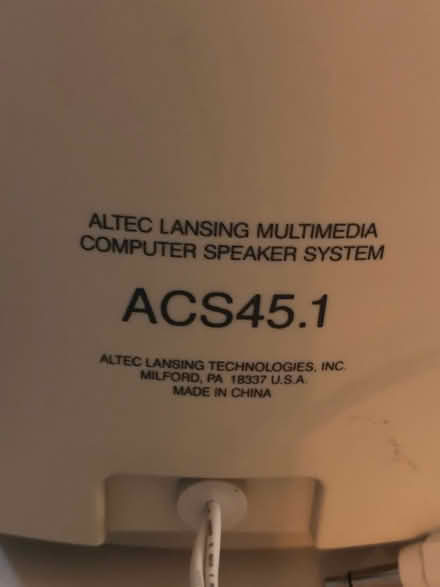 ALTEC LANSING MULTIMEDIA
COMPUTER SPEAKER SYSTEM
ACS45.1
ALTEC LANSING TECHNOLOGIES, INC.
MILFORD, PA 18337 U.S.A.
MADE IN CHINA